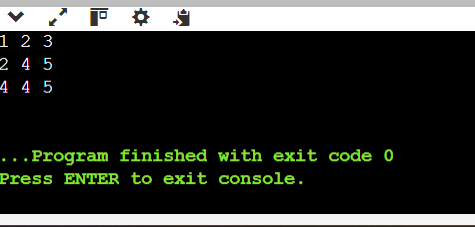 1 2 3
2 4 5
4 4 5
...Program finished with exit code 0
Press ENTER to exit console.